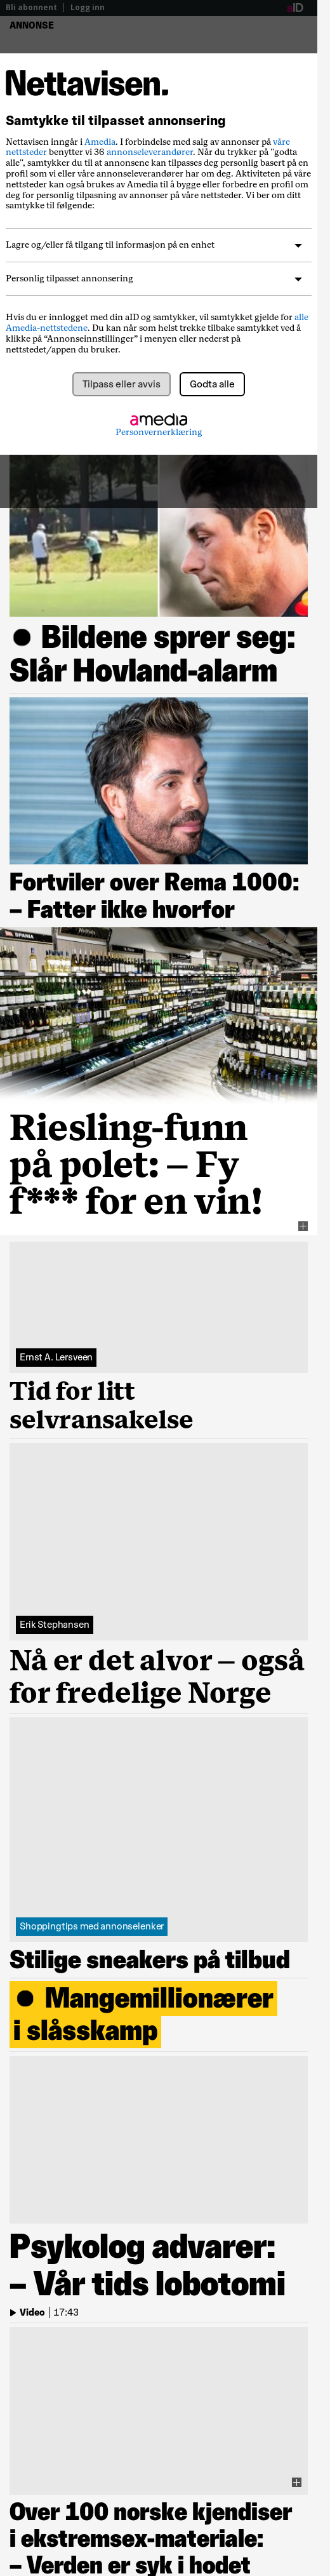 Bli abonnent | Logg inn aID
ANNONSE
Nettavisen.
Samtykke til tilpasset annonsering
Nettavisen inngår i Amedia. I forbindelse med salg av annonser på våre
nettsteder benytter vi 36 annonseleverandører. Når du trykker på "godta
alle", samtykker du til at annonsene kan tilpasses deg personlig basert på en
profil som vi eller våre annonseleverandører har om deg. Aktiviteten på våre
nettsteder kan også brukes av Amedia til å bygge eller forbedre en profil om
deg for personlig tilpasning av annonser på våre nettsteder. Vi ber om ditt
samtykke til følgende:
Lagre og/eller få tilgang til informasjon på en enhet
Personlig tilpasset annonsering
Hvis du er innlogget med din aID og samtykker, vil samtykket gjelde for alle
Amedia-nettstedene. Du kan når som helst trekke tilbake samtykket ved å
klikke på “Annonseinnstillinger” i menyen eller nederst på
nettstedet/appen du bruker.
Tilpass eller avvis
Godta alle
amedia
Personvernerklæring
Bildene sprer seg:
Slår Hovland-alarm
Fortviler over Rema 1000:
– Fatter ikke hvorfor
SPANIA
Riesling-funn
på polet: – Fy
f*** for en vin!
Ernst A. Lersveen
Tid for litt
selvransakelse
Erik Stephansen
Nå er det alvor – også
for fredelige Norge
Shoppingtips med annonselenker
Stilige sneakers på tilbud
Mangemillionærer
i slåsskamp
Psykolog advarer:
– Vår tids lobotomi
Video | 17:43
Over 100 norske kjendiser
i ekstremsex-materiale:
– Verden er syk i hodet